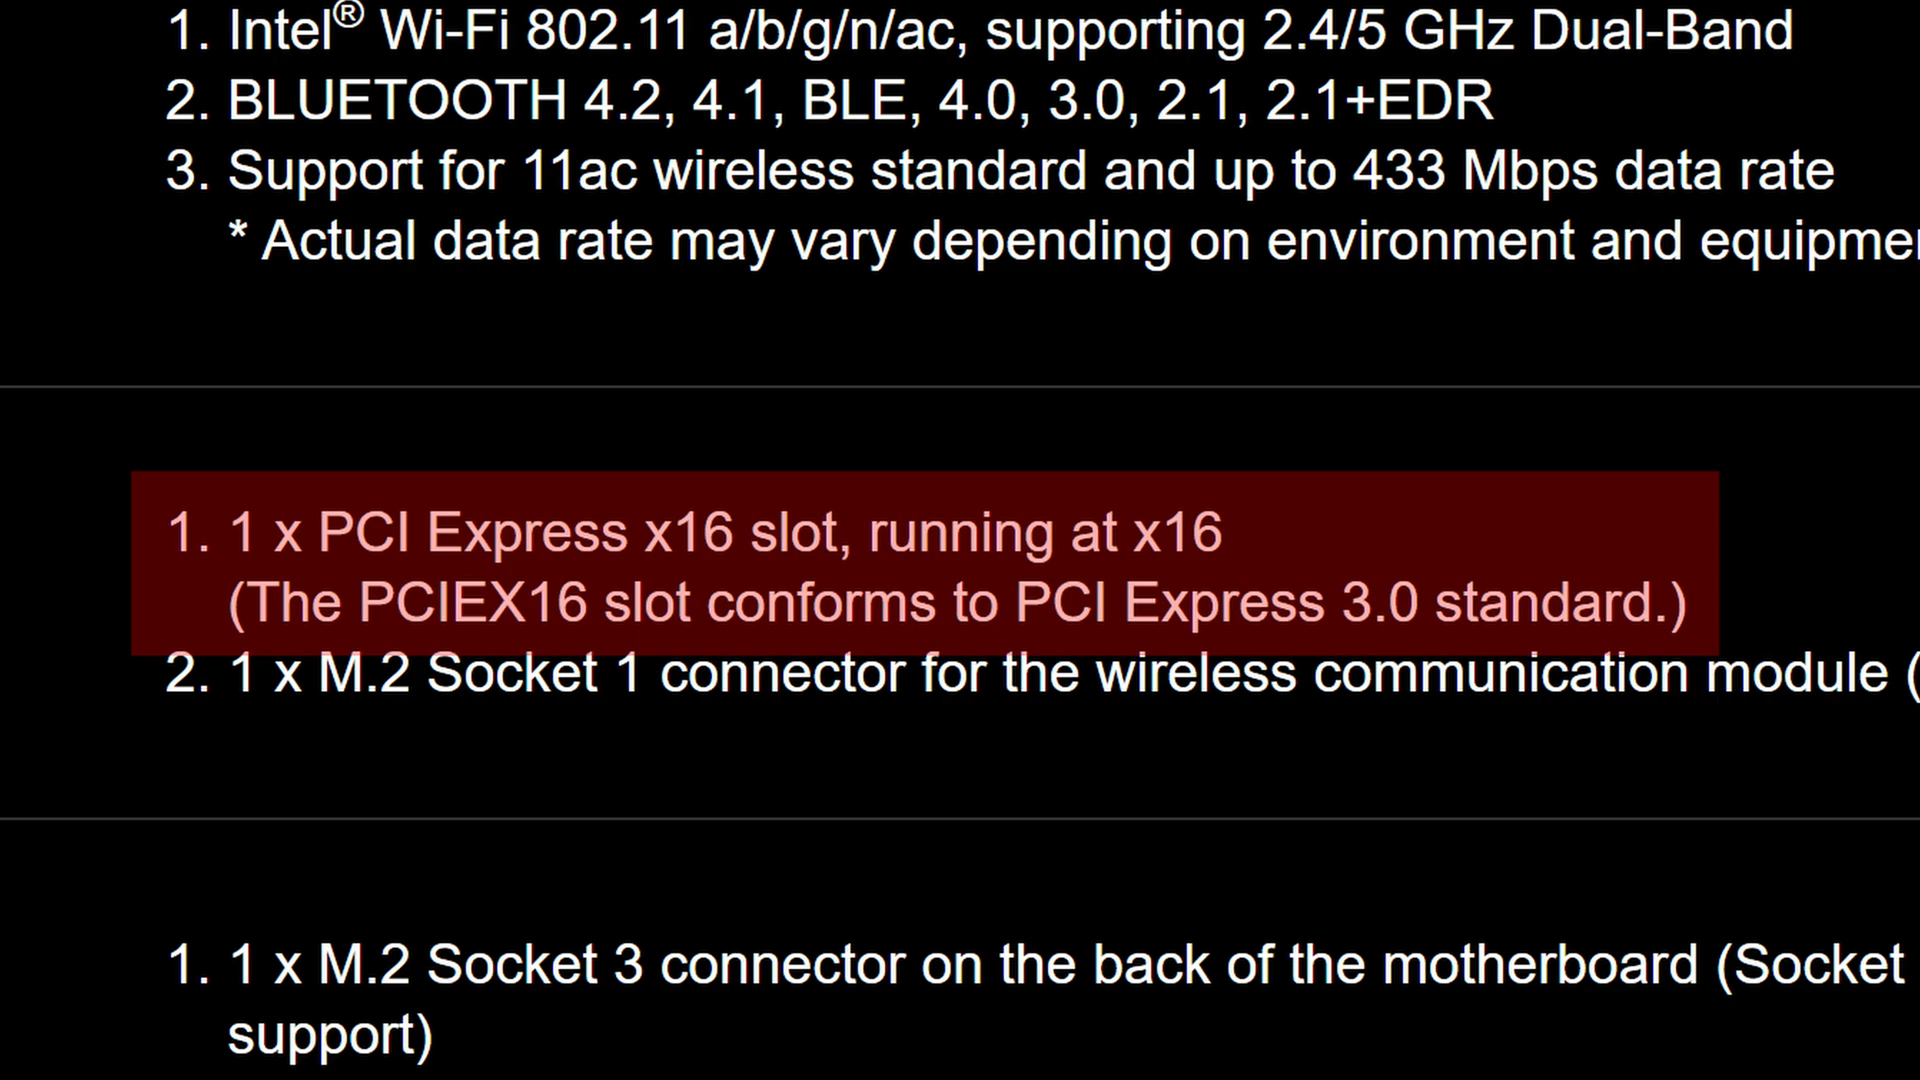 1. Intel® Wi-Fi 802.11 a/b/g/n/ac, supporting 2.4/5 GHz Dual-Band
2. BLUETOOTH 4.2, 4.1, BLE, 4.0, 3.0, 2.1, 2.1+EDR
3. Support for 11ac wireless standard and up to 433 Mbps data rate
* Actual data rate may vary depending on environment and
1. 1 x PCI Express x16 slot, running at x16
(The PCIEX16 slot conforms to PCI Express 3.0 standard.)
2. 1 x M.2 Socket 1 connector for the wireless communication module (
1. 1 x M.2 Socket 3 connector on the back of the motherboard (Socket
support)